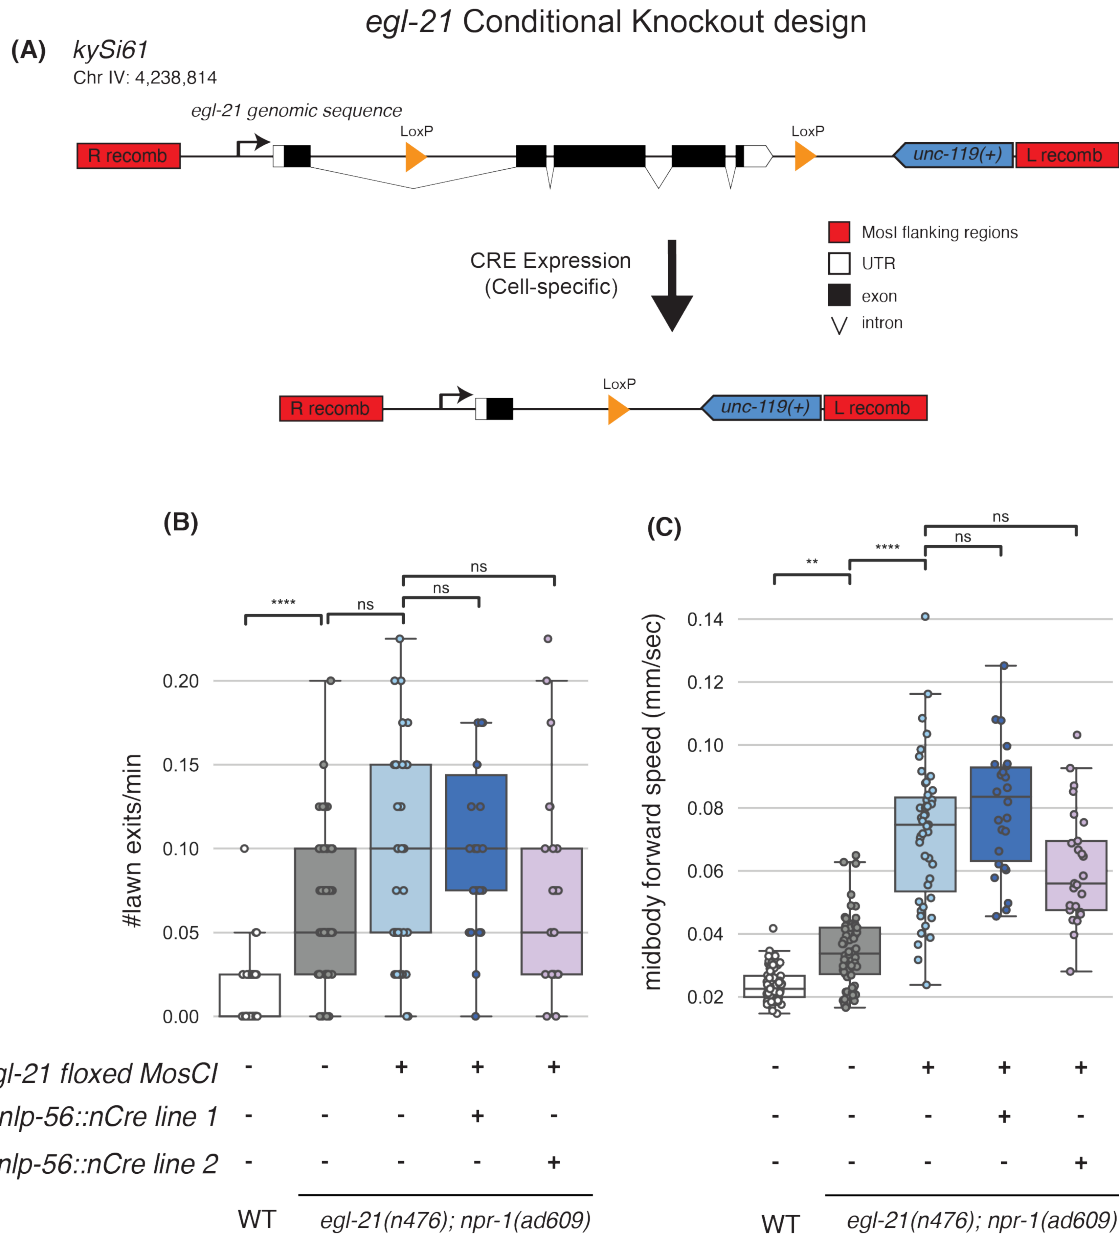 egl-21 Conditional Knockout design
(A) kySi61
Chr IV: 4,238,814
egl-21 genomic sequence
LoxP
LoxP
R recomb
unc-119(+)
L recomb
CRE Expression
(Cell-specific)
MosI flanking regions
UTR
exon
intron
LoxP
R recomb
unc-119(+)
L recomb
(B)
ns
ns
****
ns
0.20
0.15
0.10
0.05
0.00
#lawn exits/min
(C)
ns
ns
****
**
0.14
0.12
0.10
0.08
0.06
0.04
0.02
midbody forward speed (mm/sec)
gl-21 floxed MosCI - - + + + - - + + +
nlp-56::nCre line 1 - - - + - - - - + -
nlp-56::nCre line 2 - - - - + - - - - +
WT egl-21(n476); npr-1(ad609)
WT egl-21(n476); npr-1(ad609)